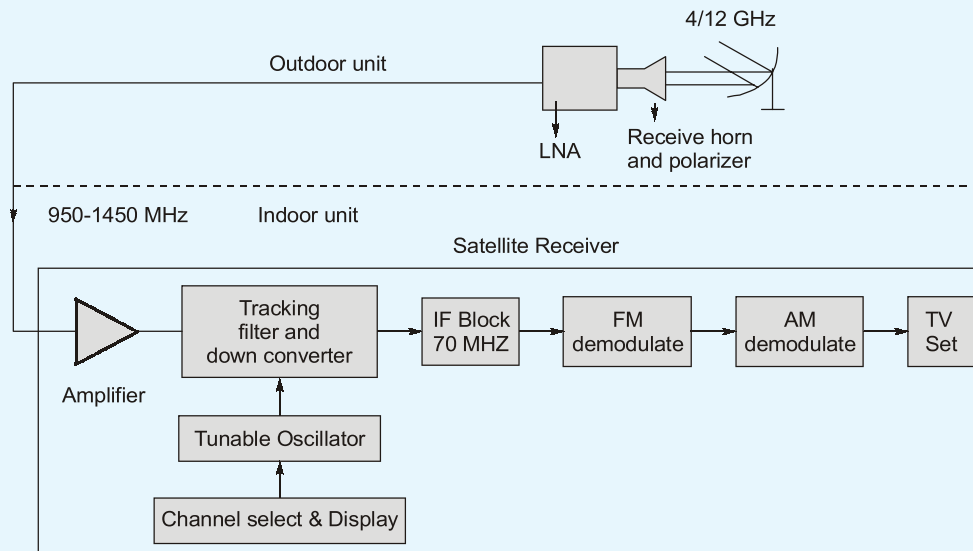 4/12 GHz
Outdoor unit
LNA
Receive horn
and polarizer
950-1450 MHz
Indoor unit
Satellite Receiver
Tracking
filter and
down converter
IF Block
70 MHZ
FM
demodulate
AM
demodulate
TV
Set
Amplifier
Tunable Oscillator
Channel select & Display